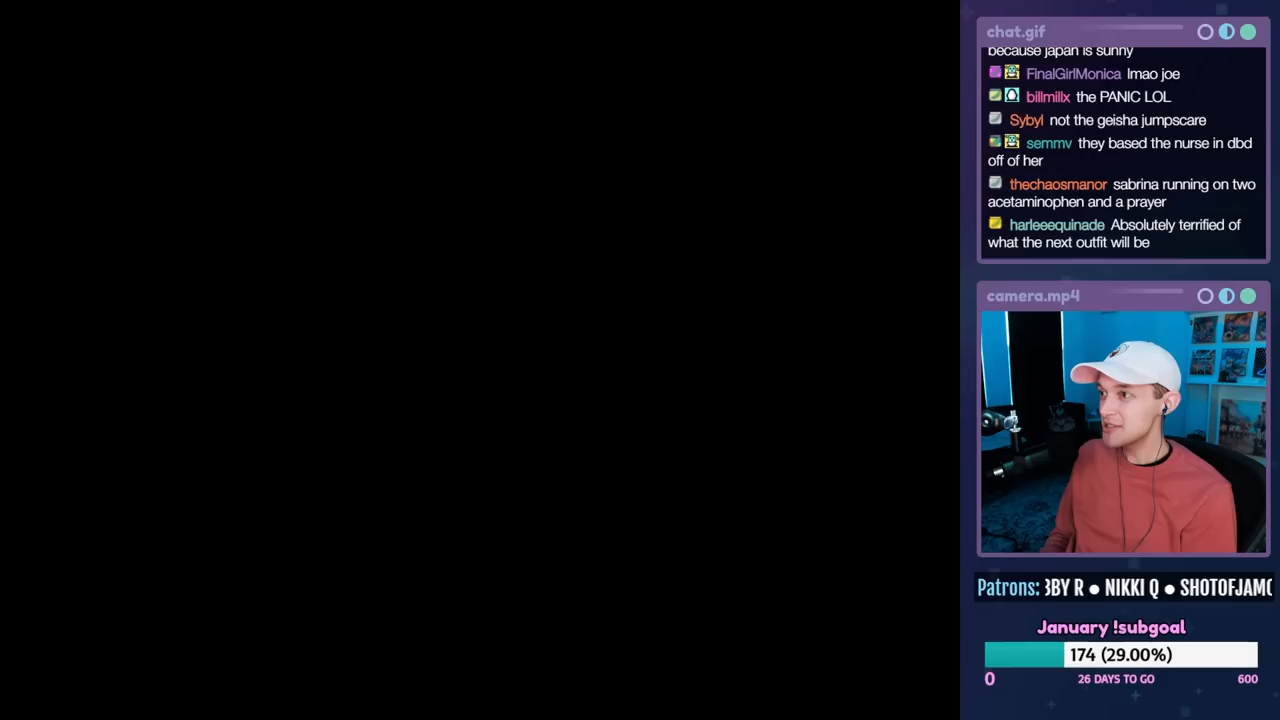 chat.gif
because japan is sunny
FinalGirlMonica lmao joe
billmillx the PANIC LOL
Sybyl not the geisha jumpscare
semmv they based the nurse in dbd
off of her
thechaosmanor sabrina running on two
acetaminophen and a prayer
harleeequinade Absolutely terrified of
what the next outfit will be
camera.mp4
Patrons: BBY R ● NIKKI Q ● SHOTOFJAMO
January !subgoal
174 (29.00%)
0 26 DAYS TO GO 600